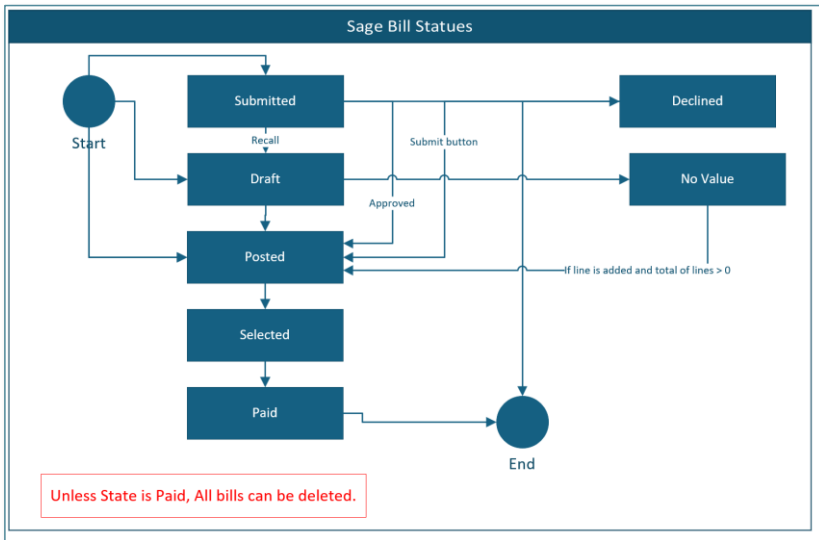 Sage Bill Statues
Submitted
Declined
Start
Recall
Submit button
Draft
No Value
Approved
Posted
If line is added and total of lines > 0
Selected
Paid
End
Unless State is Paid, All bills can be deleted.